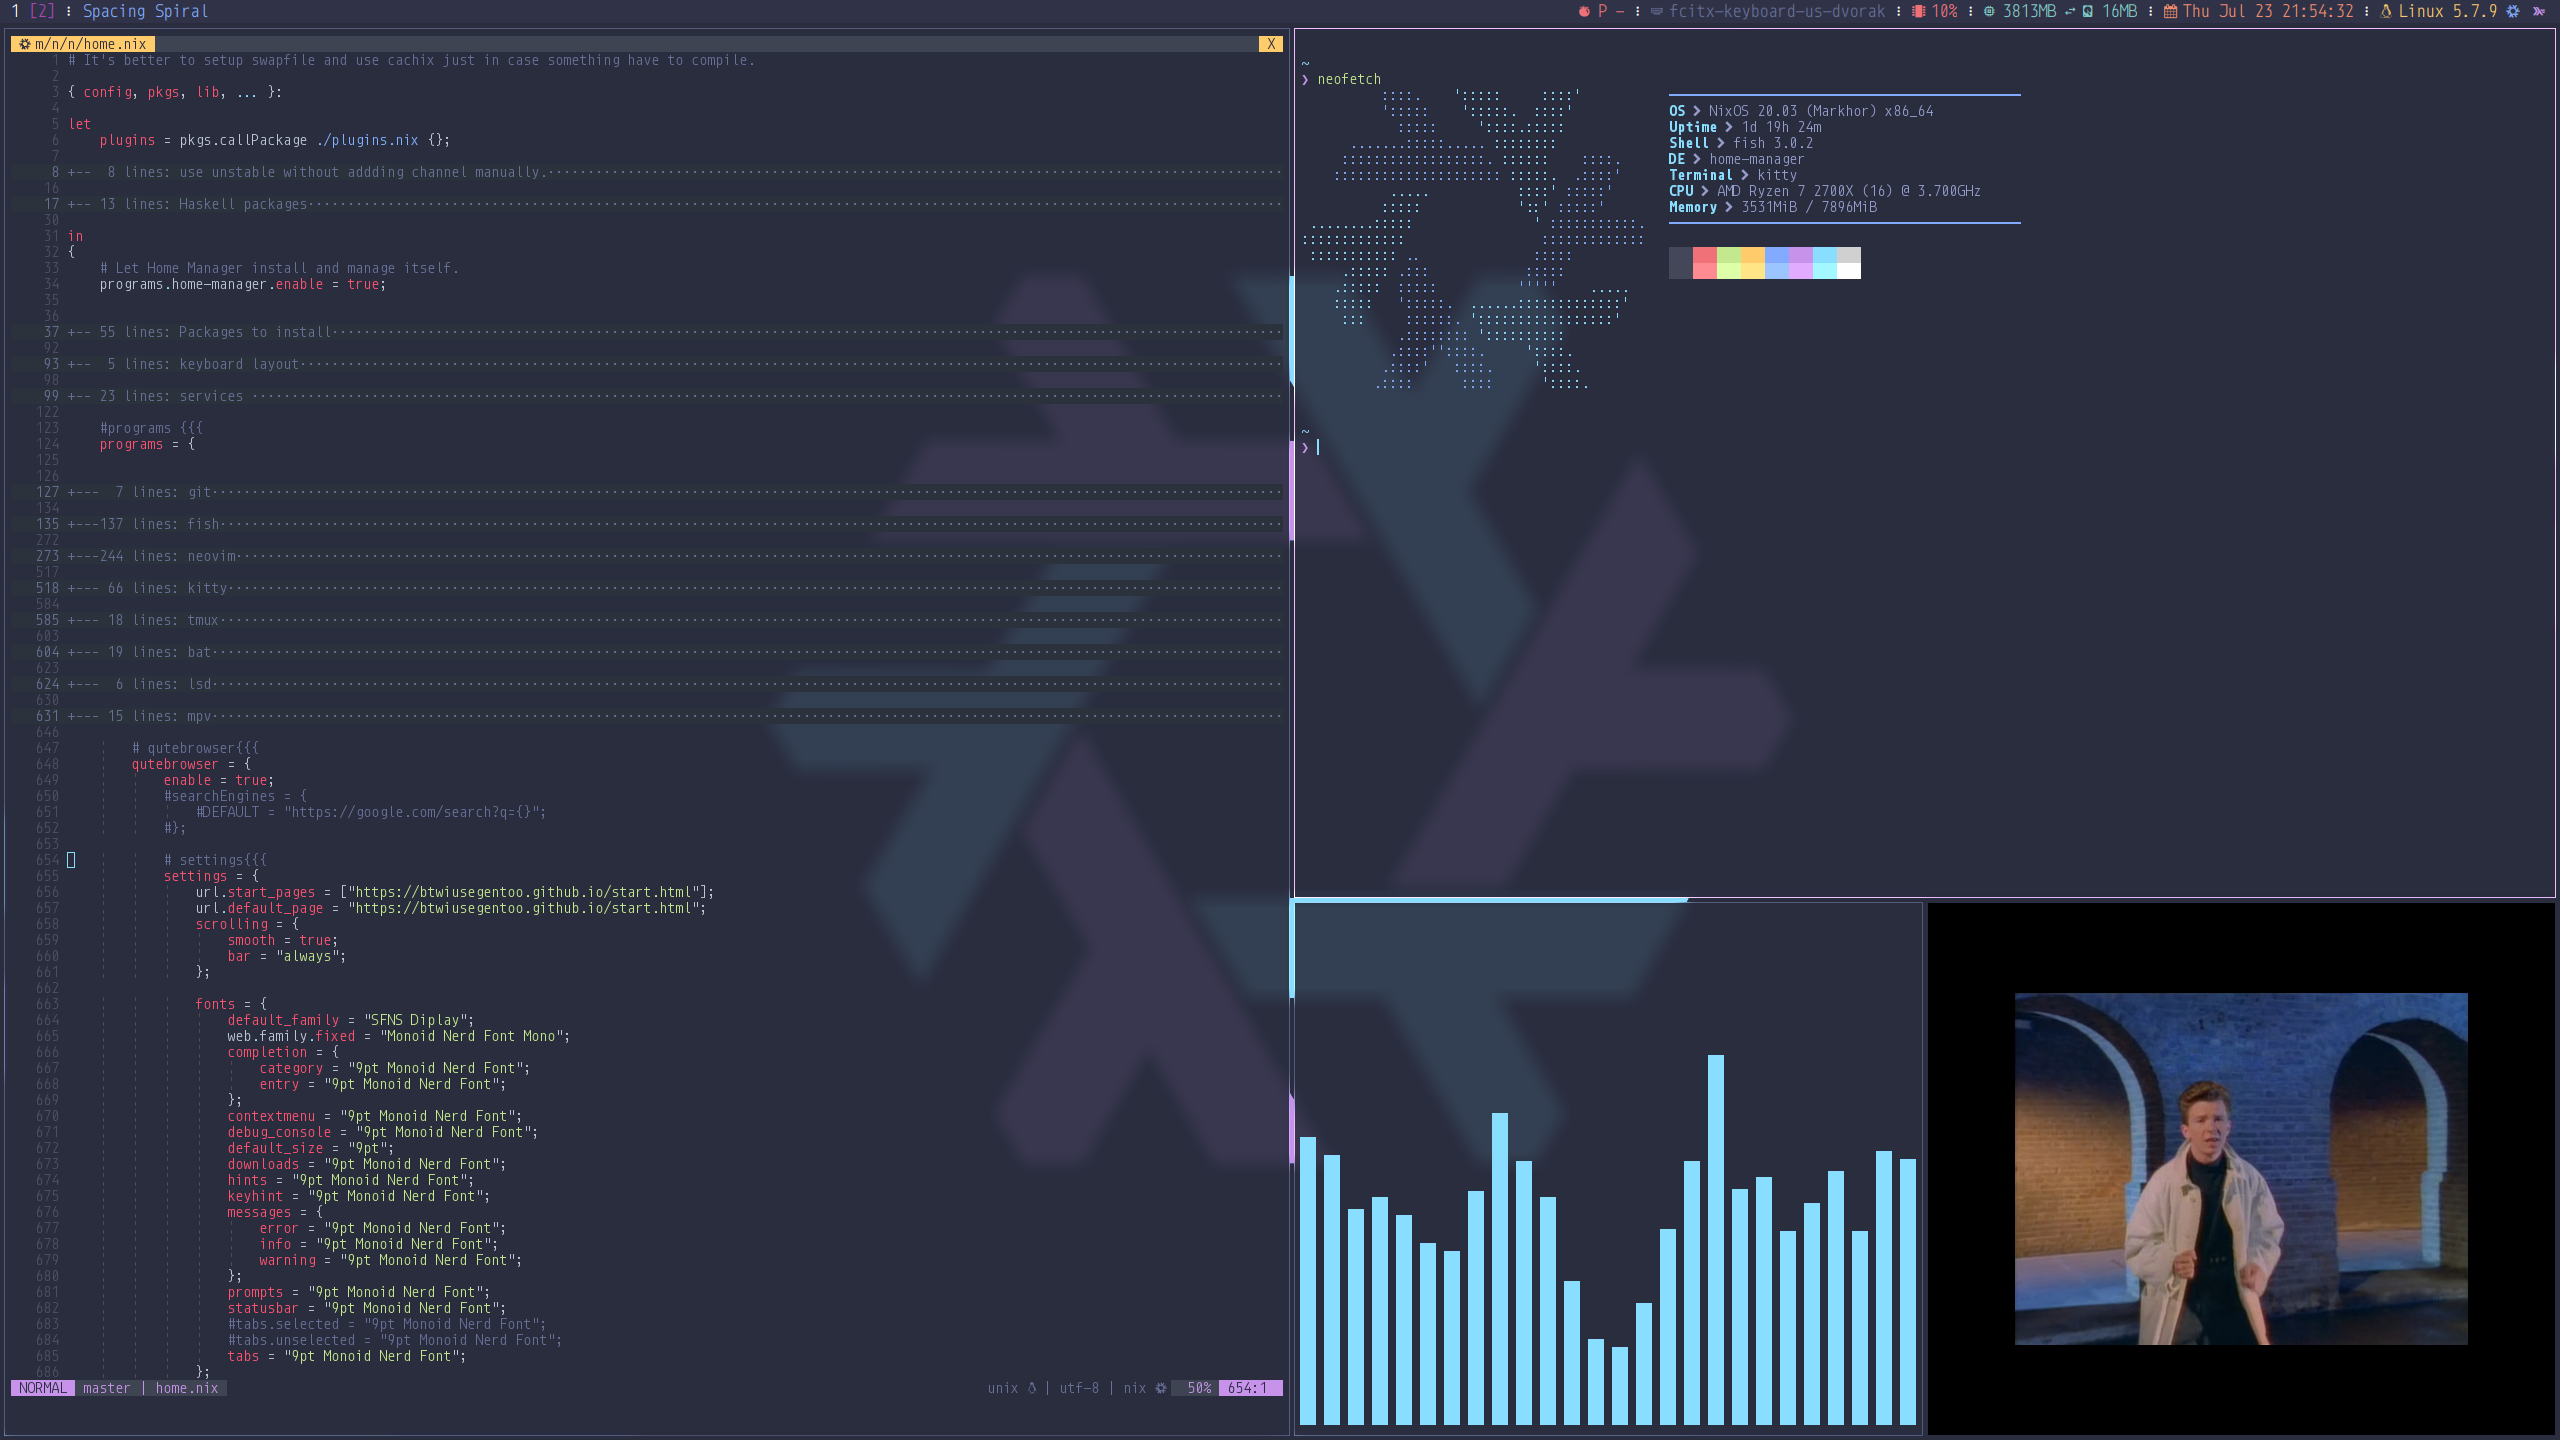 1 [2] ⋮ Spacing Spiral
P - ⋮ fcitx-keyboard-us-dvorak ⋮ 10% ⋮ 3813MB ⇌ 16MB ⋮ Thu Jul 23 21:54:32 ⋮ Linux 5.7.9
m/n/n/home.nix X
1 # It's better to setup swapfile and use cachix just in case something have to compile.
2
3 { config, pkgs, lib, ... }:
4
5 let
6 plugins = pkgs.callPackage ./plugins.nix {};
7
8 +-- 8 lines: use unstable without addding channel manually.
16
17 +-- 13 lines: Haskell packages
30
31 in
32 {
33 # Let Home Manager install and manage itself.
34 programs.home-manager.enable = true;
35
36
37 +-- 55 lines: Packages to install
92
93 +-- 5 lines: keyboard layout
98
99 +-- 23 lines: services
122
123 #programs {{{
124 programs = {
125
126
127 +--- 7 lines: git
134
135 +---137 lines: fish
272
273 +---244 lines: neovim
517
518 +--- 66 lines: kitty
584
585 +--- 18 lines: tmux
603
604 +--- 19 lines: bat
623
624 +--- 6 lines: lsd
630
631 +--- 15 lines: mpv
646
647 # qutebrowser{{{
648 qutebrowser = {
649 enable = true;
650 #searchEngines = {
651 #DEFAULT = "https://google.com/search?q={}";
652 #};
653
654 # settings{{{
655 settings = {
656 url.start_pages = ["https://btwiusegentoo.github.io/start.html"];
657 url.default_page = "https://btwiusegentoo.github.io/start.html";
658 scrolling = {
659 smooth = true;
660 bar = "always";
661 };
662
663 fonts = {
664 default_family = "SFNS Diplay";
665 web.family.fixed = "Monoid Nerd Font Mono";
666 completion = {
667 category = "9pt Monoid Nerd Font";
668 entry = "9pt Monoid Nerd Font";
669 };
670 contextmenu = "9pt Monoid Nerd Font";
671 debug_console = "9pt Monoid Nerd Font";
672 default_size = "9pt";
673 downloads = "9pt Monoid Nerd Font";
674 hints = "9pt Monoid Nerd Font";
675 keyhint = "9pt Monoid Nerd Font";
676 messages = {
677 error = "9pt Monoid Nerd Font";
678 info = "9pt Monoid Nerd Font";
679 warning = "9pt Monoid Nerd Font";
680 };
681 prompts = "9pt Monoid Nerd Font";
682 statusbar = "9pt Monoid Nerd Font";
683 #tabs.selected = "9pt Monoid Nerd Font";
684 #tabs.unselected = "9pt Monoid Nerd Font";
685 tabs = "9pt Monoid Nerd Font";
686 };
NORMAL master | home.nix unix | utf-8 | nix 50% 654:1
~
❯ neofetch
OS ❯ NixOS 20.03 (Markhor) x86_64
Uptime ❯ 1d 19h 24m
Shell ❯ fish 3.0.2
DE ❯ home-manager
Terminal ❯ kitty
CPU ❯ AMD Ryzen 7 2700X (16) @ 3.700GHz
Memory ❯ 3531MiB / 7896MiB
~
❯